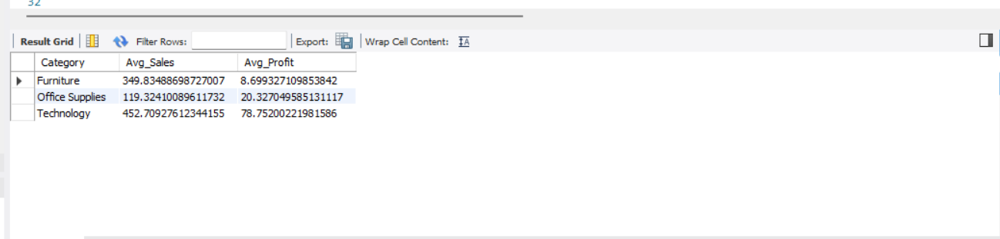 32
Result Grid Filter Rows: Export: Wrap Cell Content: IA
Category Avg_Sales Avg_Profit
Furniture 349.83488698727007 8.699327109853842
Office Supplies 119.32410089611732 20.327049585131117
Technology 452.70927612344155 78.75200221981586